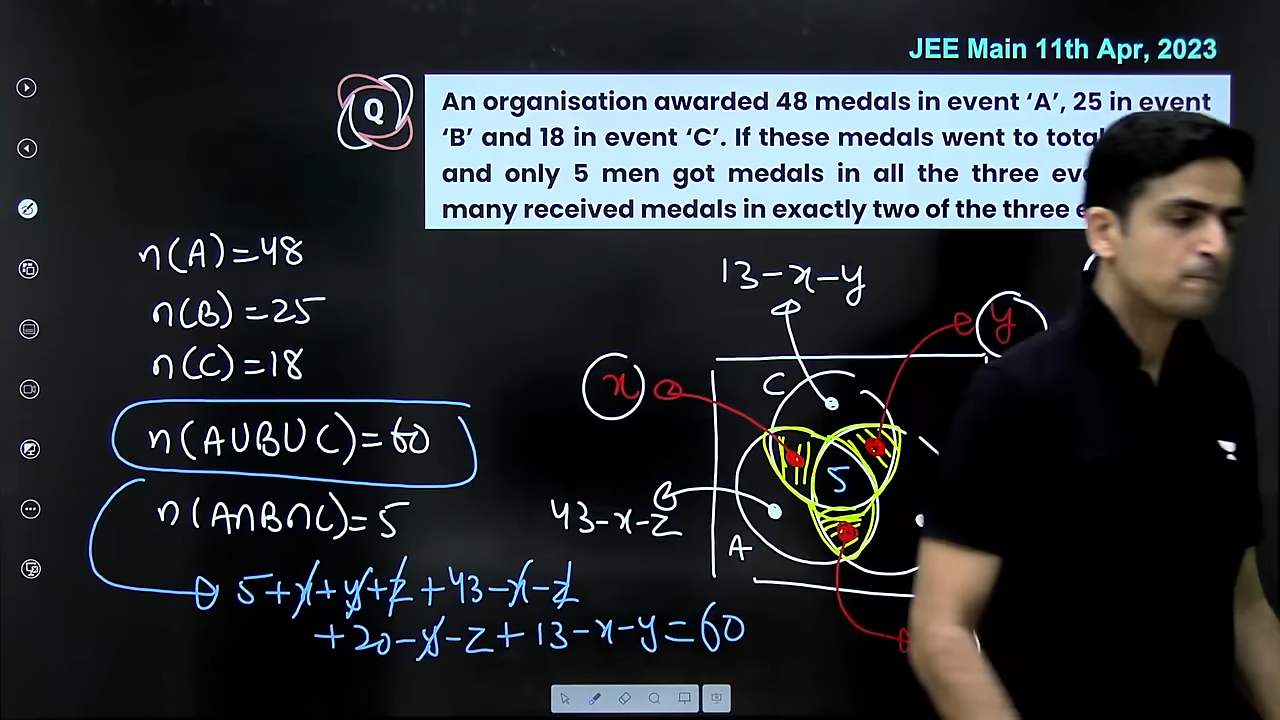 JEE Main 11th Apr, 2023
Q
An organisation awarded 48 medals in event ‘A’, 25 in event
‘B’ and 18 in event ‘C’. If these medals went to total
and only 5 men got medals in all the three
many received medals in exactly two of the three
n(A)=48
n(B)=25
n(C)=18
n(A∪B∪C)=60
n(A∩B∩C)=5
5+x+y+z+43-x-z
+20-y-z+13-x-y=60
13-x-y
y
x
C
5
43-x-z
A